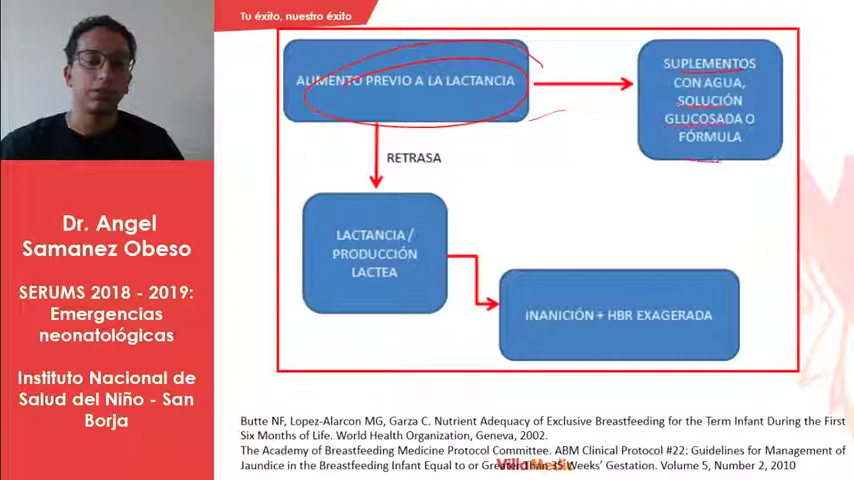 Tu éxito, nuestro éxito
ALIMENTO PREVIO A LA LACTANCIA
SUPLEMENTOS
CON AGUA,
SOLUCIÓN
GLUCOSADA O
FÓRMULA
RETRASA
LACTANCIA /
PRODUCCIÓN
LACTEA
INANICIÓN + HBR EXAGERADA
Dr. Angel
Samanez Obeso
SERUMS 2018 - 2019:
Emergencias
neonatológicas
Instituto Nacional de
Salud del Niño - San
Borja
Butte NF, Lopez-Alarcon MG, Garza C. Nutrient Adequacy of Exclusive Breastfeeding for the Term Infant During the First
Six Months of Life. World Health Organization, Geneva, 2002.
The Academy of Breastfeeding Medicine Protocol Committee. ABM Clinical Protocol #22: Guidelines for Management of
Jaundice in the Breastfeeding Infant Equal to or Greater Than 35 Weeks' Gestation. Volume 5, Number 2, 2010
VillaMedic